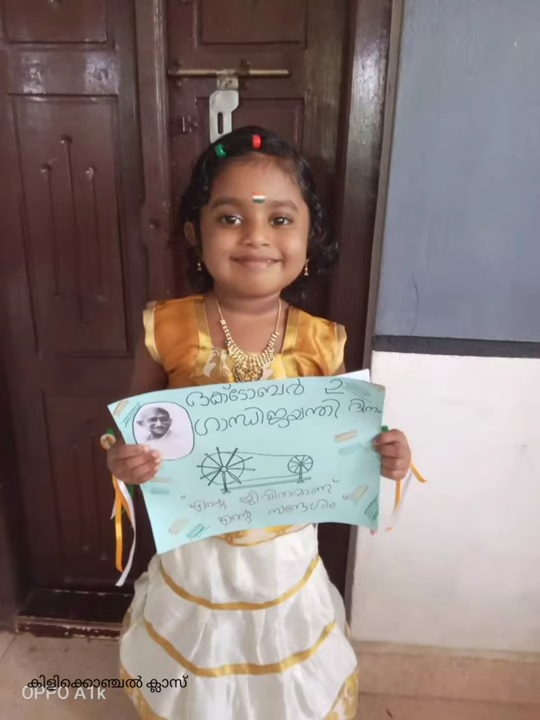 ഒക്ടോബർ 2
ഗാന്ധിജയന്തി ദിനം
"എന്റെ ജീവിതമാണ്
എന്റെ സന്ദേശം
കിളിക്കൊഞ്ചൽ ക്ലാസ്
OPPO A1k